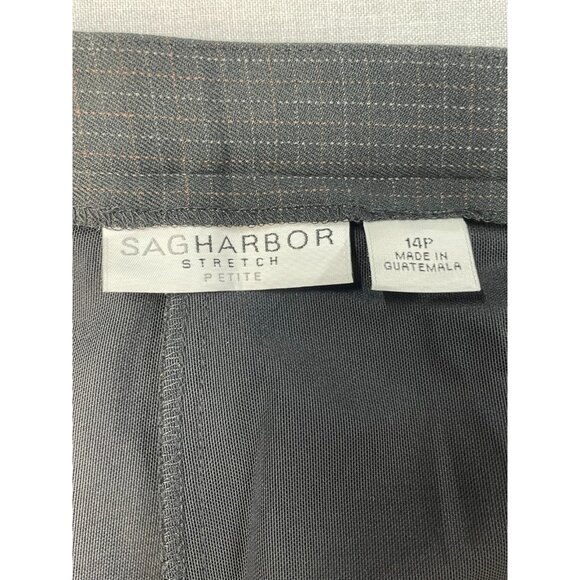 SAGHARBOR
STRETCH
PETITE
14P
MADE IN
GUATEMALA